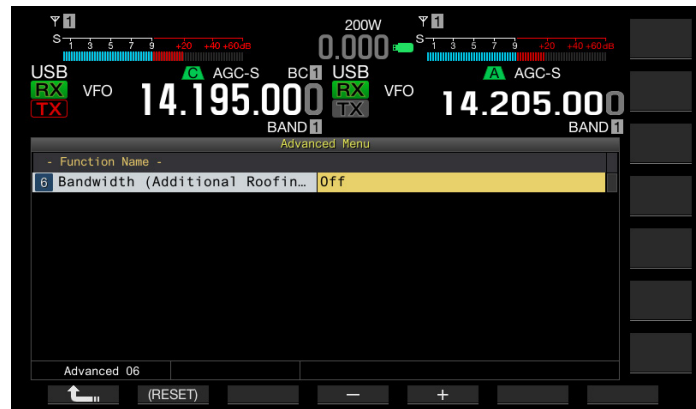 1 200W 1
S 1 3 5 7 9 +20 +40 +60dB 0.000 S 1 3 5 7 9 +20 +40 +60dB
USB C AGC-S BC1 USB A AGC-S
RX VFO 14.195.000 RX VFO 14.205.000
TX TX
BAND 1 BAND 1
Advanced Menu
- Function Name -
6 Bandwidth (Additional Roofin… Off
Advanced 06
(RESET) − +